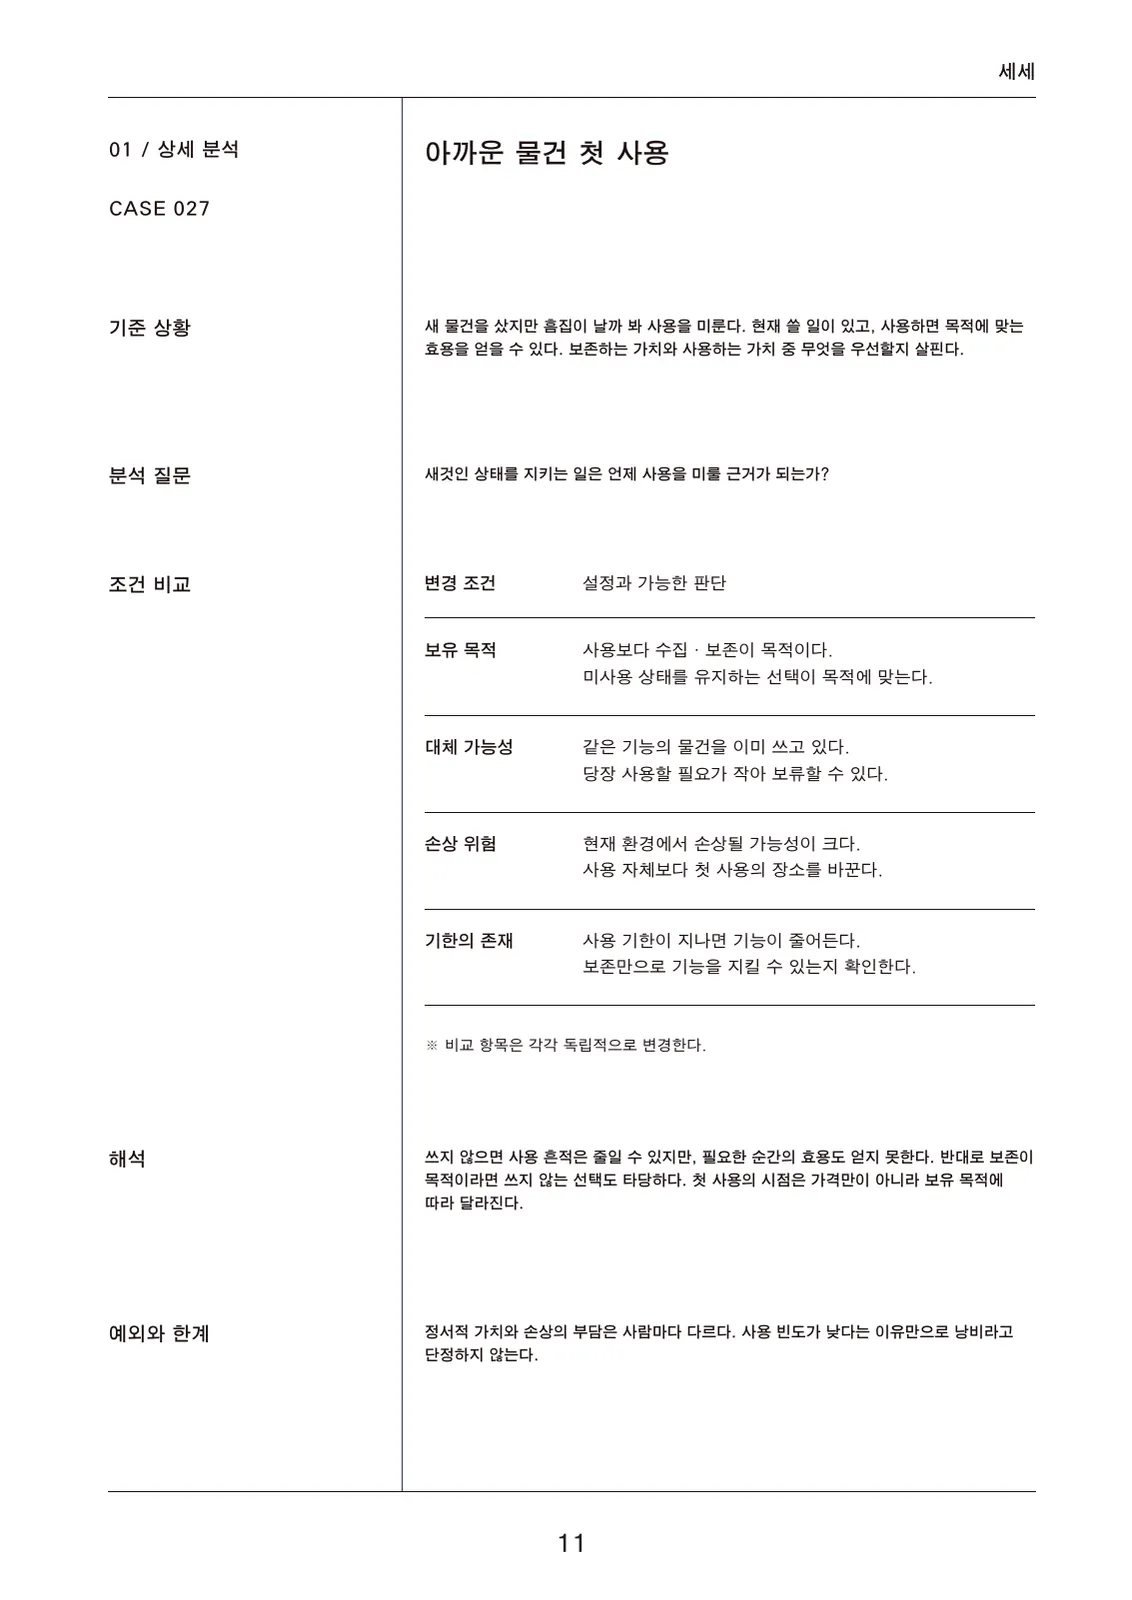 세세
01 / 상세 분석
CASE 027
아까운 물건 첫 사용
기준 상황
새 물건을 샀지만 흠집이 날까 봐 사용을 미룬다. 현재 쓸 일이 있고, 사용하면 목적에 맞는
효용을 얻을 수 있다. 보존하는 가치와 사용하는 가치 중 무엇을 우선할지 살핀다.
분석 질문
새것인 상태를 지키는 일은 언제 사용을 미룰 근거가 되는가?
조건 비교
변경 조건 설정과 가능한 판단
보유 목적 사용보다 수집 · 보존이 목적이다.
미사용 상태를 유지하는 선택이 목적에 맞는다.
대체 가능성 같은 기능의 물건을 이미 쓰고 있다.
당장 사용할 필요가 작아 보류할 수 있다.
손상 위험 현재 환경에서 손상될 가능성이 크다.
사용 자체보다 첫 사용의 장소를 바꾼다.
기한의 존재 사용 기한이 지나면 기능이 줄어든다.
보존만으로 기능을 지킬 수 있는지 확인한다.
※ 비교 항목은 각각 독립적으로 변경한다.
해석
쓰지 않으면 사용 흔적은 줄일 수 있지만, 필요한 순간의 효용도 얻지 못한다. 반대로 보존이
목적이라면 쓰지 않는 선택도 타당하다. 첫 사용의 시점은 가격만이 아니라 보유 목적에
따라 달라진다.
예외와 한계
정서적 가치와 손상의 부담은 사람마다 다르다. 사용 빈도가 낮다는 이유만으로 낭비라고
단정하지 않는다.
11